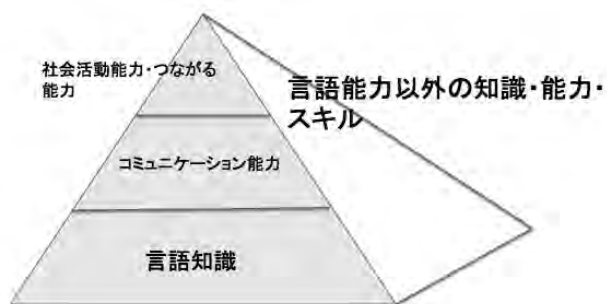 社会活動能力・つながる
能力
言語能力以外の知識・能力・
スキル
コミュニケーション能力
言語知識